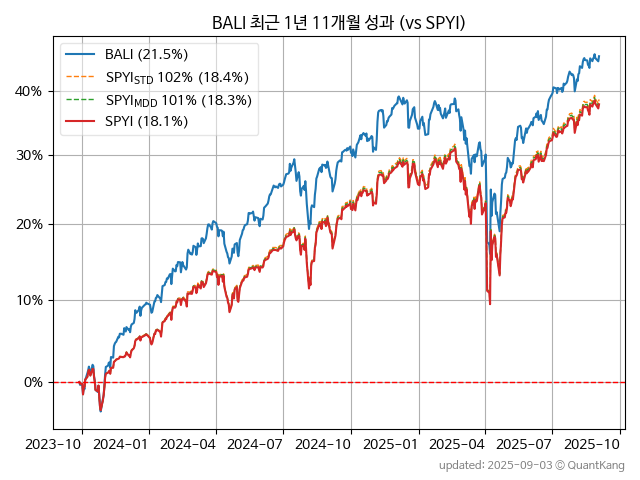 BALI 최근 1년 11개월 성과 (vs SPYI)
BALI (21.5%)
SPYI_STD 102% (18.4%)
SPYI_MDD 101% (18.3%)
SPYI (18.1%)
40%
30%
20%
10%
0%
2023-10 2024-01 2024-04 2024-07 2024-10 2025-01 2025-04 2025-07 2025-10
updated: 2025-09-03 © QuantKang